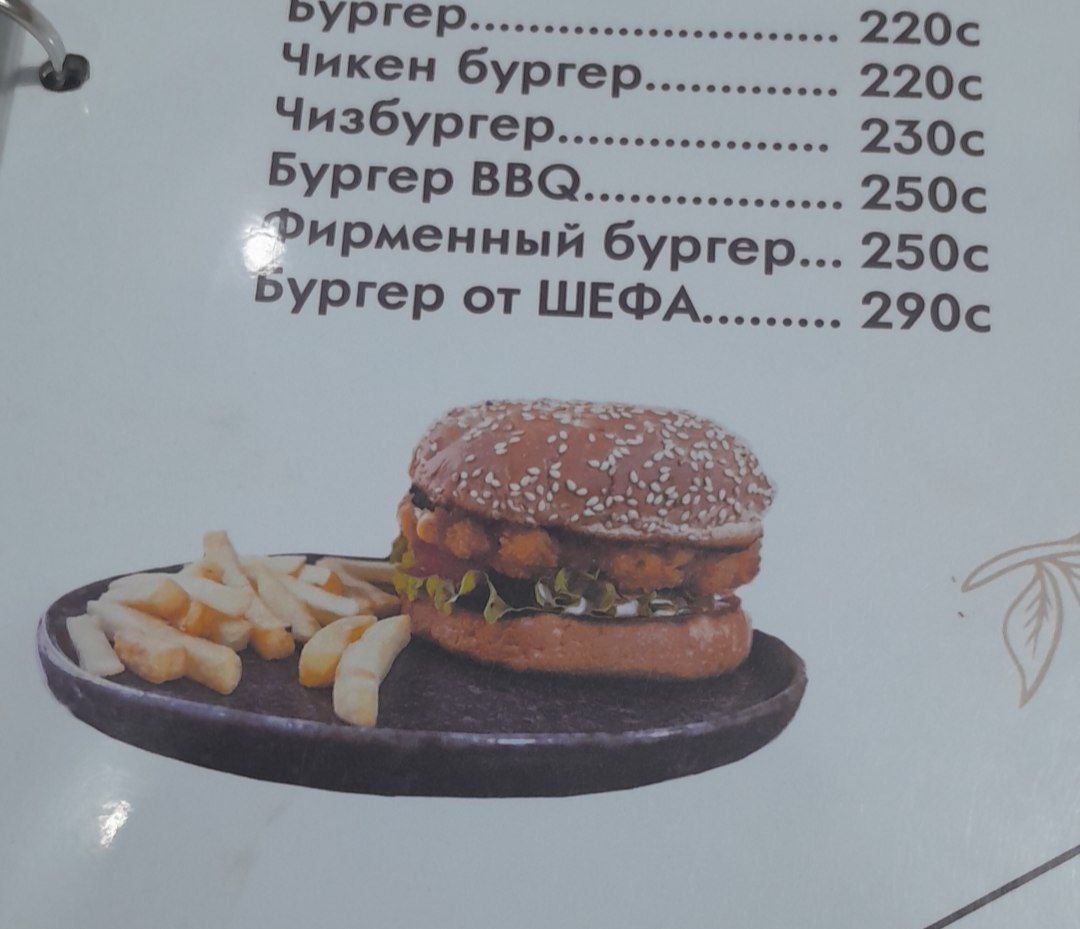 Бургер......................... 220с
Чикен бургер............. 220с
Чизбургер.................. 230с
Бургер BBQ................. 250с
Фирменный бургер... 250с
Бургер от ШЕФА......... 290с